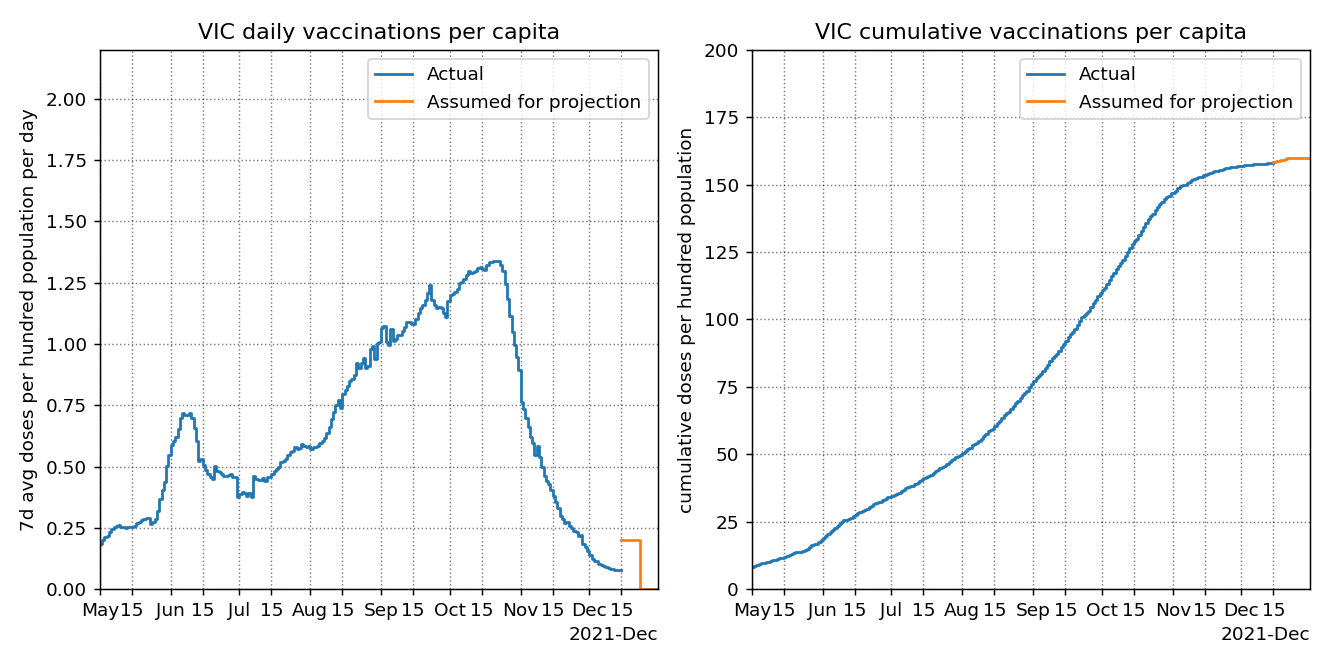 VIC daily vaccinations per capita
7d avg doses per hundred population per day
2.00
1.75
1.50
1.25
1.00
0.75
0.50
0.25
0.00
Actual
Assumed for projection
May 15 Jun 15 Jul 15 Aug 15 Sep 15 Oct 15 Nov 15 Dec 15
2021-Dec
VIC cumulative vaccinations per capita
cumulative doses per hundred population
200
175
150
125
100
75
50
25
0
Actual
Assumed for projection
May 15 Jun 15 Jul 15 Aug 15 Sep 15 Oct 15 Nov 15 Dec 15
2021-Dec